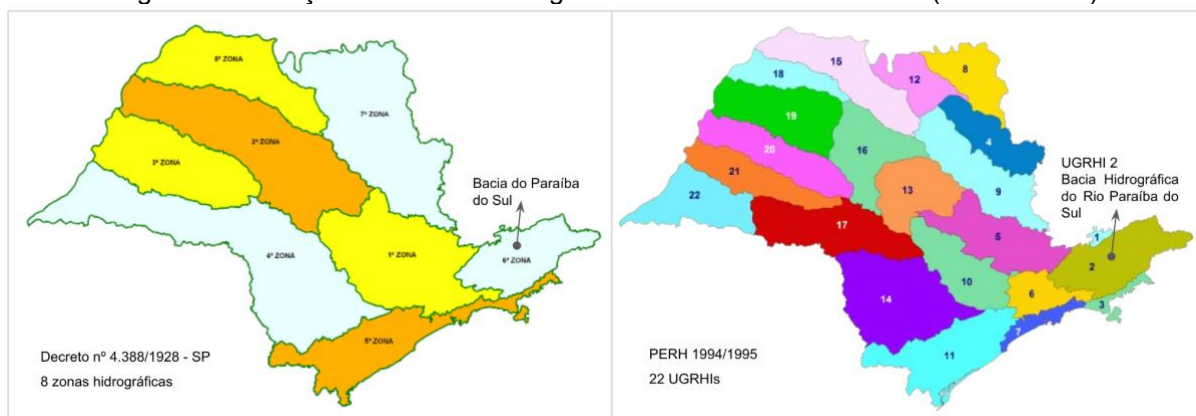 8ª ZONA
7ª ZONA
2ª ZONA
3ª ZONA
Bacia do Paraíba
do Sul
4ª ZONA
1ª ZONA
6ª ZONA
5ª ZONA
Decreto nº 4.388/1928 - SP
8 zonas hidrográficas
15
8
12
18
19
4
20
16
UGRHI 2
Bacia Hidrográfica
do Rio Paraíba do
Sul
21
13
9
22
17
5
1
2
10
6
3
14
7
11
PERH 1994/1995
22 UGRHIs